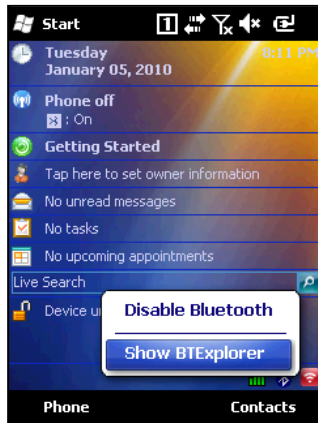 Start
1
Tuesday
8:11 PM
January 05, 2010
Phone off
: On
Getting Started
Tap here to set owner information
No unread messages
No tasks
No upcoming appointments
Live Search
Device
Disable Bluetooth
Show BTExplorer
Phone
Contacts